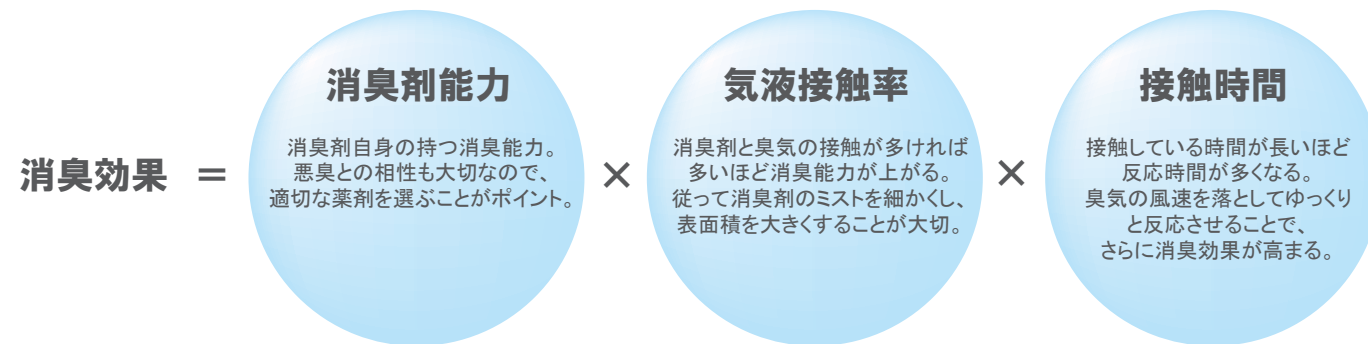 消臭効果 =
消臭剤能力
消臭剤自身の持つ消臭能力。
悪臭との相性も大切なので、
適切な薬剤を選ぶことがポイント。
×
気液接触率
消臭剤と臭気の接触が多ければ
多いほど消臭能力が上がる。
従って消臭剤のミストを細かくし、
表面積を大きくすることが大切。
×
接触時間
接触している時間が長いほど
反応時間が多くなる。
臭気の風速を落としてゆっくり
と反応させることで、
さらに消臭効果が高まる。